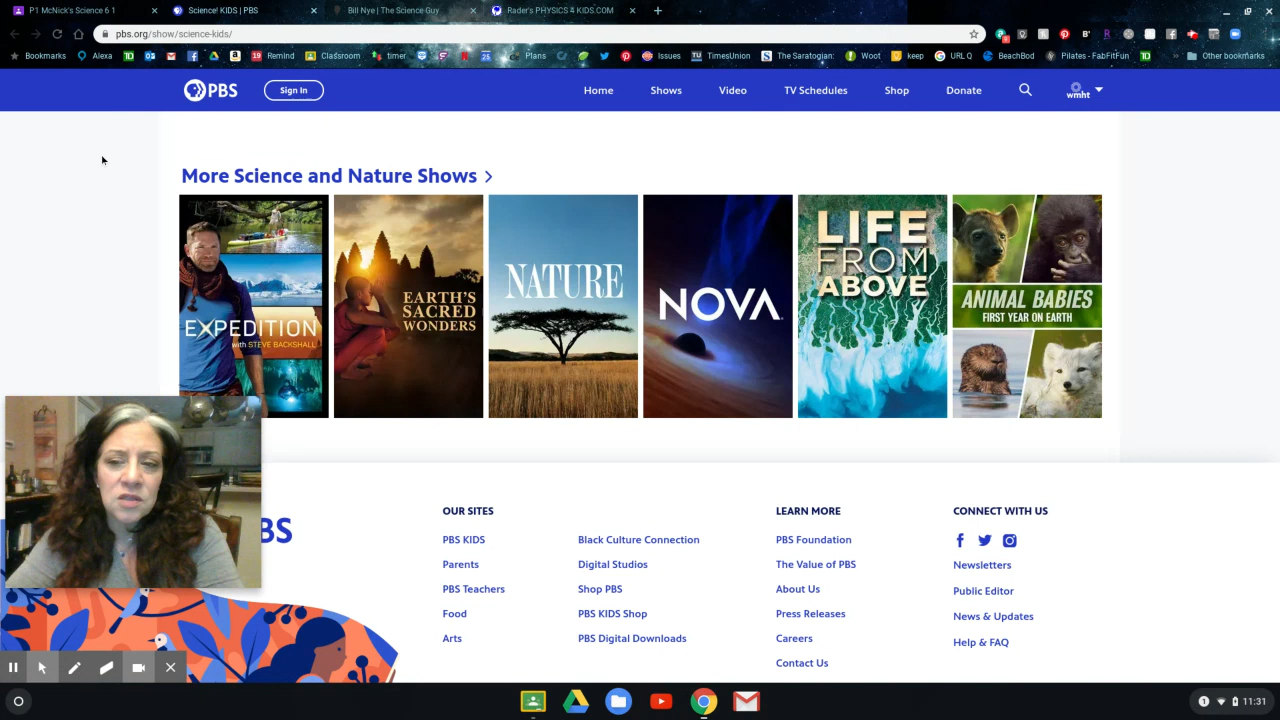 P1 McNick's Science 6 1
Science! KIDS | PBS
Bill Nye | The Science Guy
Rader's PHYSICS 4 KIDS.COM
pbs.org/show/science-kids/
Bookmarks
Alexa
Remind
Classroom
timer
Plans
Issues
TimesUnion
The Saratogian:
Woot
keep
URL Q
BeachBod
Pilates - FabFitFun
Other bookmarks
PBS
Sign In
Home
Shows
Video
TV Schedules
Shop
Donate
wmht
More Science and Nature Shows
EXPEDITION
with STEVE BACKSHALL
EARTH'S
SACRED
WONDERS
NATURE
NOVA
LIFE
FROM
ABOVE
ANIMAL BABIES
FIRST YEAR ON EARTH
BS
OUR SITES
PBS KIDS
Parents
PBS Teachers
Food
Arts
Black Culture Connection
Digital Studios
Shop PBS
PBS KIDS Shop
PBS Digital Downloads
LEARN MORE
PBS Foundation
The Value of PBS
About Us
Press Releases
Careers
Contact Us
CONNECT WITH US
Newsletters
Public Editor
News & Updates
Help & FAQ
1
11:31